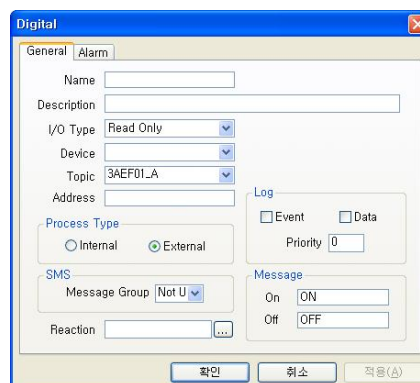 Digital
General Alarm
Name
Description
I/O Type Read Only
Device
Topic 3AEF01_A
Address
Log
Event Data
Priority 0
Process Type
Internal External
SMS
Message Group Not U
Message
On ON
Off OFF
Reaction ...
확인 취소 적용(A)